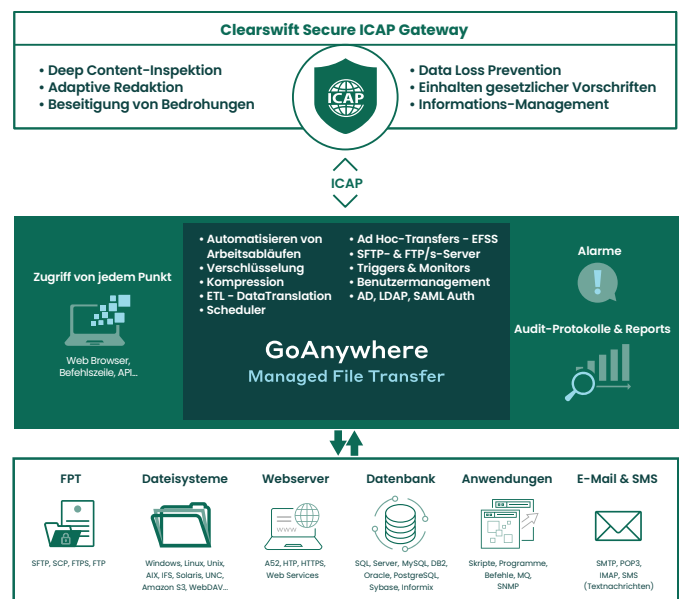 Clearswift Secure ICAP Gateway
• Deep Content-Inspektion
• Adaptive Redaktion
• Beseitigung von Bedrohungen
ICAP
• Data Loss Prevention
• Einhalten gesetzlicher Vorschriften
• Informations-Management
ICAP
Zugriff von jedem Punkt
Web Browser,
Befehlszeile, API...
• Automatisieren von
Arbeitsabläufen
• Verschlüsselung
• Kompression
• ETL - DataTranslation
• Scheduler
• Ad Hoc-Transfers - EFSS
• SFTP- & FTP/s-Server
• Triggers & Monitors
• Benutzermanagement
• AD, LDAP, SAML Auth
GoAnywhere
Managed File Transfer
Alarme
!
Audit-Protokolle & Reports
FPT
SFTP, SCP, FTPS, FTP
Dateisysteme
Windows, Linux, Unix,
AIX, IFS, Solaris, UNC,
Amazon S3, WebDAV...
Webserver
WWW
A52, HTP, HTTPS,
Web Services
Datenbank
SQL, Server, MySQL, DB2,
Oracle, PostgreSQL,
Sybase, Informix
Anwendungen
Skripte, Programme,
Befehle, MQ,
SNMP
E-Mail & SMS
SMTP, POP3,
IMAP, SMS
(Textnachrichten)